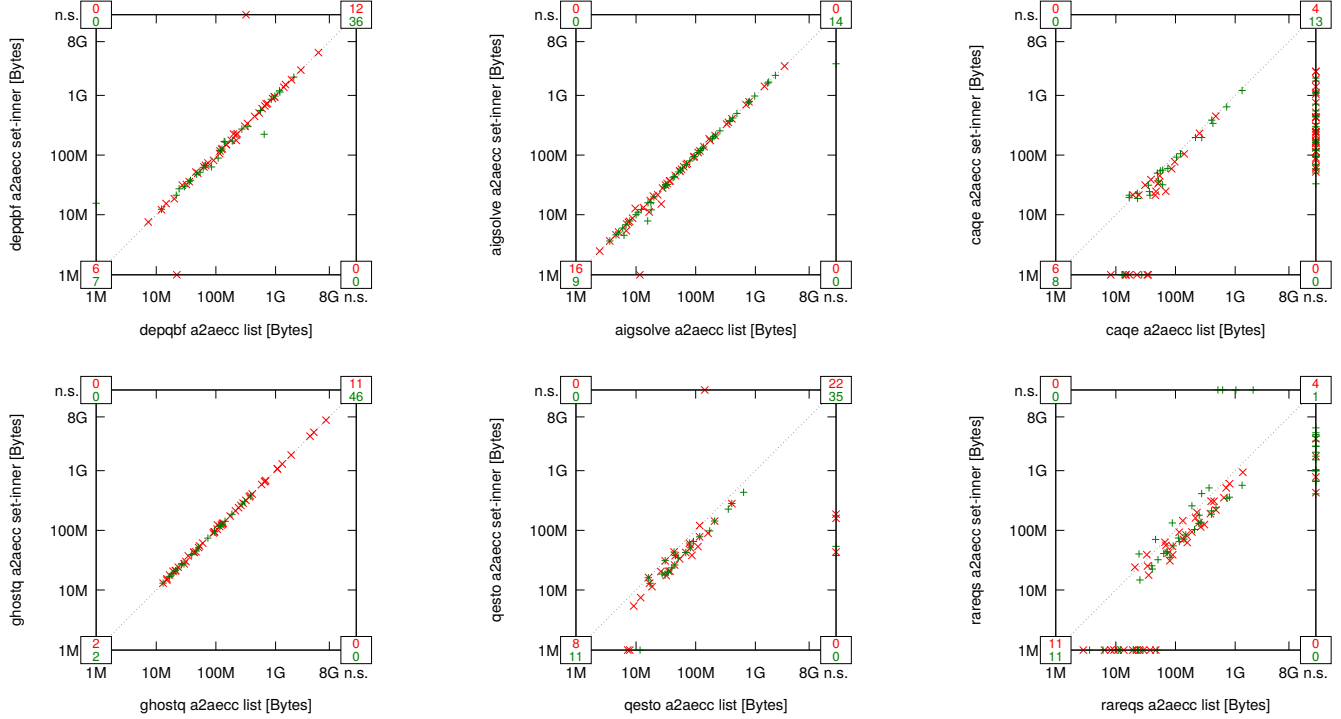 n.s. 0 0 12 36
8G
1G
100M
10M
1M 6 7 0 0
1M 10M 100M 1G 8G n.s.
depqbf a2aecc set-inner [Bytes]
depqbf a2aecc list [Bytes]
n.s. 0 0 0 14
8G
1G
100M
10M
1M 16 9 0 0
1M 10M 100M 1G 8G n.s.
aigsolve a2aecc set-inner [Bytes]
aigsolve a2aecc list [Bytes]
n.s. 0 0 4 13
8G
1G
100M
10M
1M 6 8 0 0
1M 10M 100M 1G 8G n.s.
caqe a2aecc set-inner [Bytes]
caqe a2aecc list [Bytes]
n.s. 0 0 11 46
8G
1G
100M
10M
1M 2 2 0 0
1M 10M 100M 1G 8G n.s.
ghostq a2aecc set-inner [Bytes]
ghostq a2aecc list [Bytes]
n.s. 0 0 22 35
8G
1G
100M
10M
1M 8 11 0 0
1M 10M 100M 1G 8G n.s.
qesto a2aecc set-inner [Bytes]
qesto a2aecc list [Bytes]
n.s. 0 0 4 1
8G
1G
100M
10M
1M 11 11 0 0
1M 10M 100M 1G 8G n.s.
rareqs a2aecc set-inner [Bytes]
rareqs a2aecc list [Bytes]